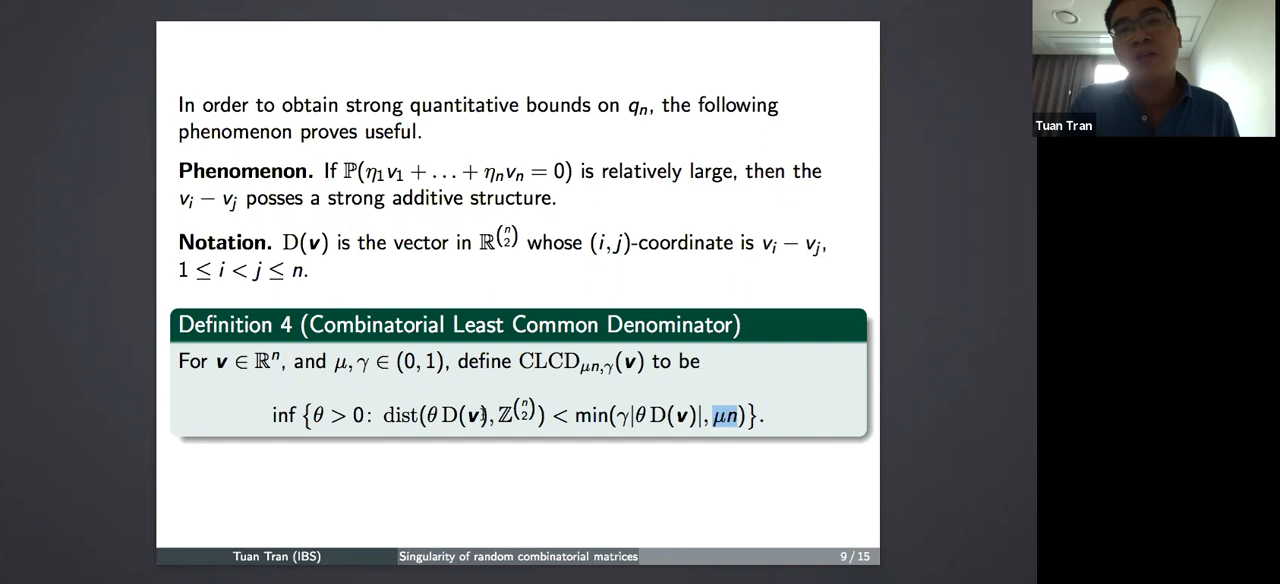 In order to obtain strong quantitative bounds on qₙ, the following
phenomenon proves useful.
Phenomenon. If ℙ(η₁v₁ + … + ηₙvₙ = 0) is relatively large, then the
vᵢ − vⱼ posses a strong additive structure.
Notation. D(v) is the vector in ℝ^(n choose 2) whose (i, j)-coordinate is vᵢ − vⱼ,
1 ≤ i < j ≤ n.
Definition 4 (Combinatorial Least Common Denominator)
For v ∈ ℝⁿ, and μ, γ ∈ (0, 1), define CLCD_{μn,γ}(v) to be
inf {θ > 0: dist(θ D(v), ℤ^(n choose 2)) < min(γ|θ D(v)|, μn)}.
Tuan Tran (IBS) Singularity of random combinatorial matrices 9 / 15
Tuan Tran